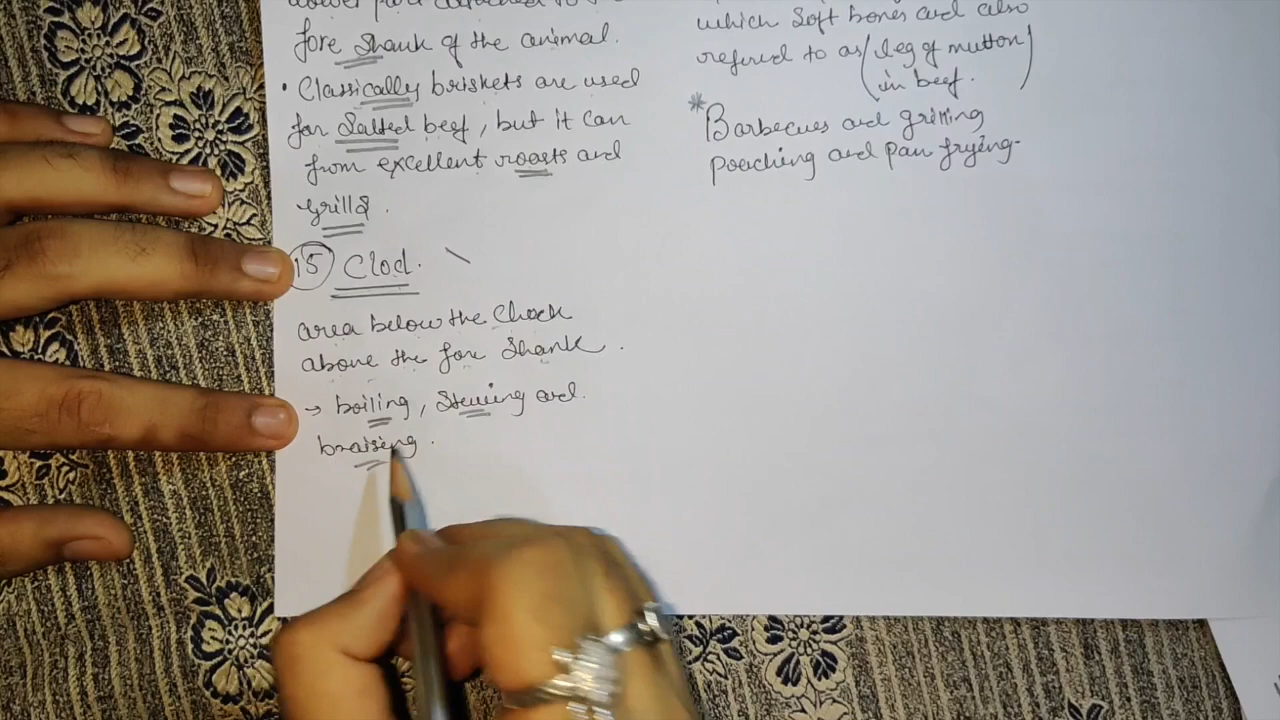 fore Shank of the animal.
• Classically briskets are used
for Salted beef, but it can
from excellent roasts and
grills.
15 Clod.
area below the Chuck
above the fore Shank.
→ boiling, Stewing and
braising.
which Soft bones and also
refered to as (leg of mutton
in beef.)
* Barbecues and grilling
poaching and pan frying.